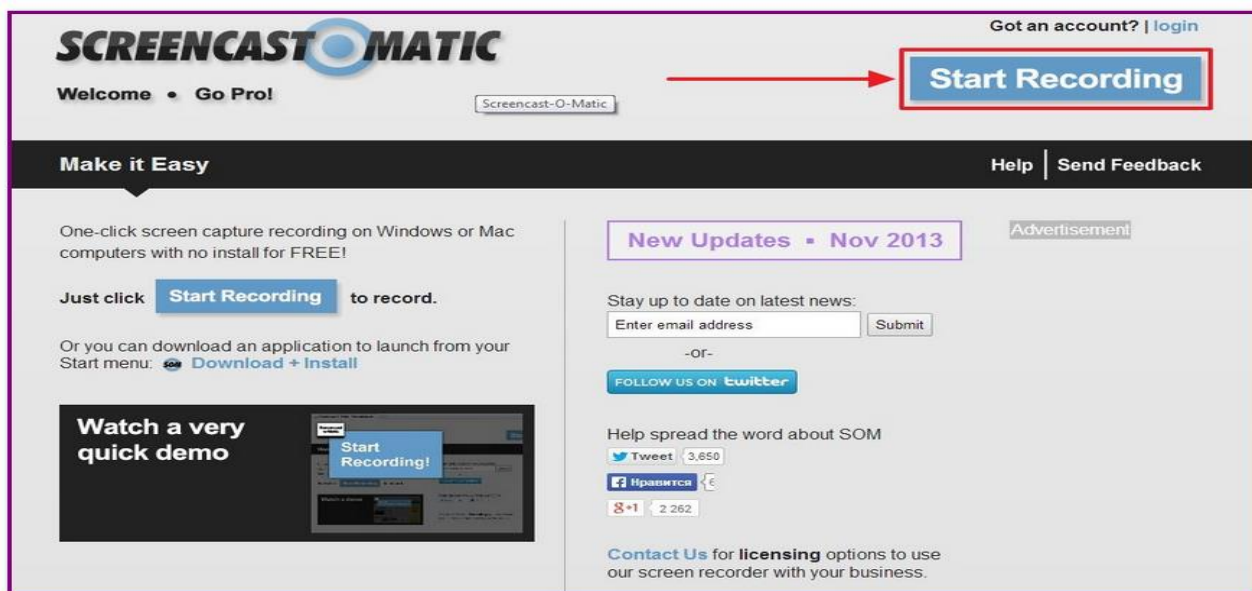 SCREENCAST O MATIC
Got an account? | login
Start Recording
Welcome • Go Pro!
Screencast-O-Matic
Make it Easy
Help | Send Feedback
One-click screen capture recording on Windows or Mac
computers with no install for FREE!
Just click Start Recording to record.
Or you can download an application to launch from your
Start menu: SOM Download + Install
Watch a very
quick demo
Start
Recording!
New Updates ▪ Nov 2013
Advertisement
Stay up to date on latest news:
Enter email address Submit
-or-
FOLLOW US ON twitter
Help spread the word about SOM
Tweet 3,650
Нравится
g+1 2 262
Contact Us for licensing options to use
our screen recorder with your business.